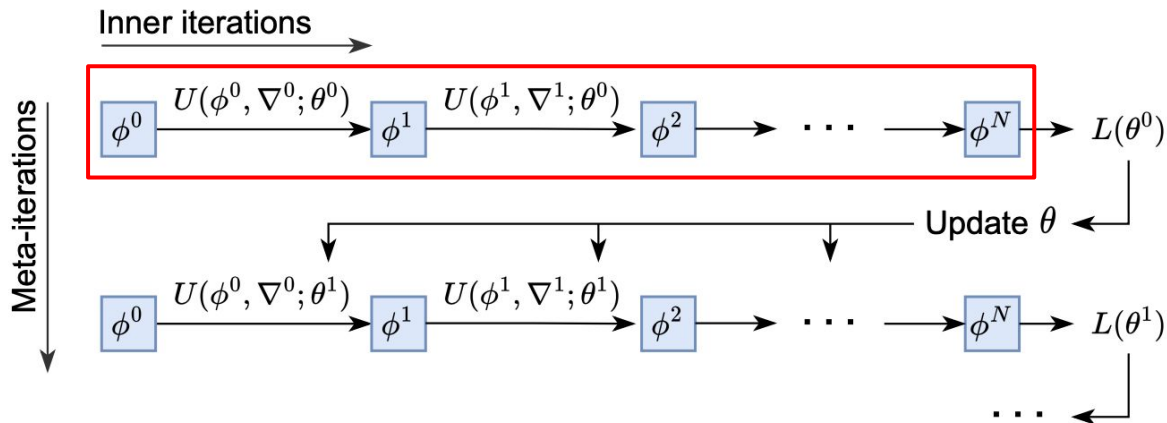 Inner iterations
Meta-iterations
U(ϕ⁰, ∇⁰; θ⁰) U(ϕ¹, ∇¹; θ⁰)
ϕ⁰ ϕ¹ ϕ² · · · ϕᴺ L(θ⁰)
Update θ
U(ϕ⁰, ∇⁰; θ¹) U(ϕ¹, ∇¹; θ¹)
ϕ⁰ ϕ¹ ϕ² · · · ϕᴺ L(θ¹)
· · ·